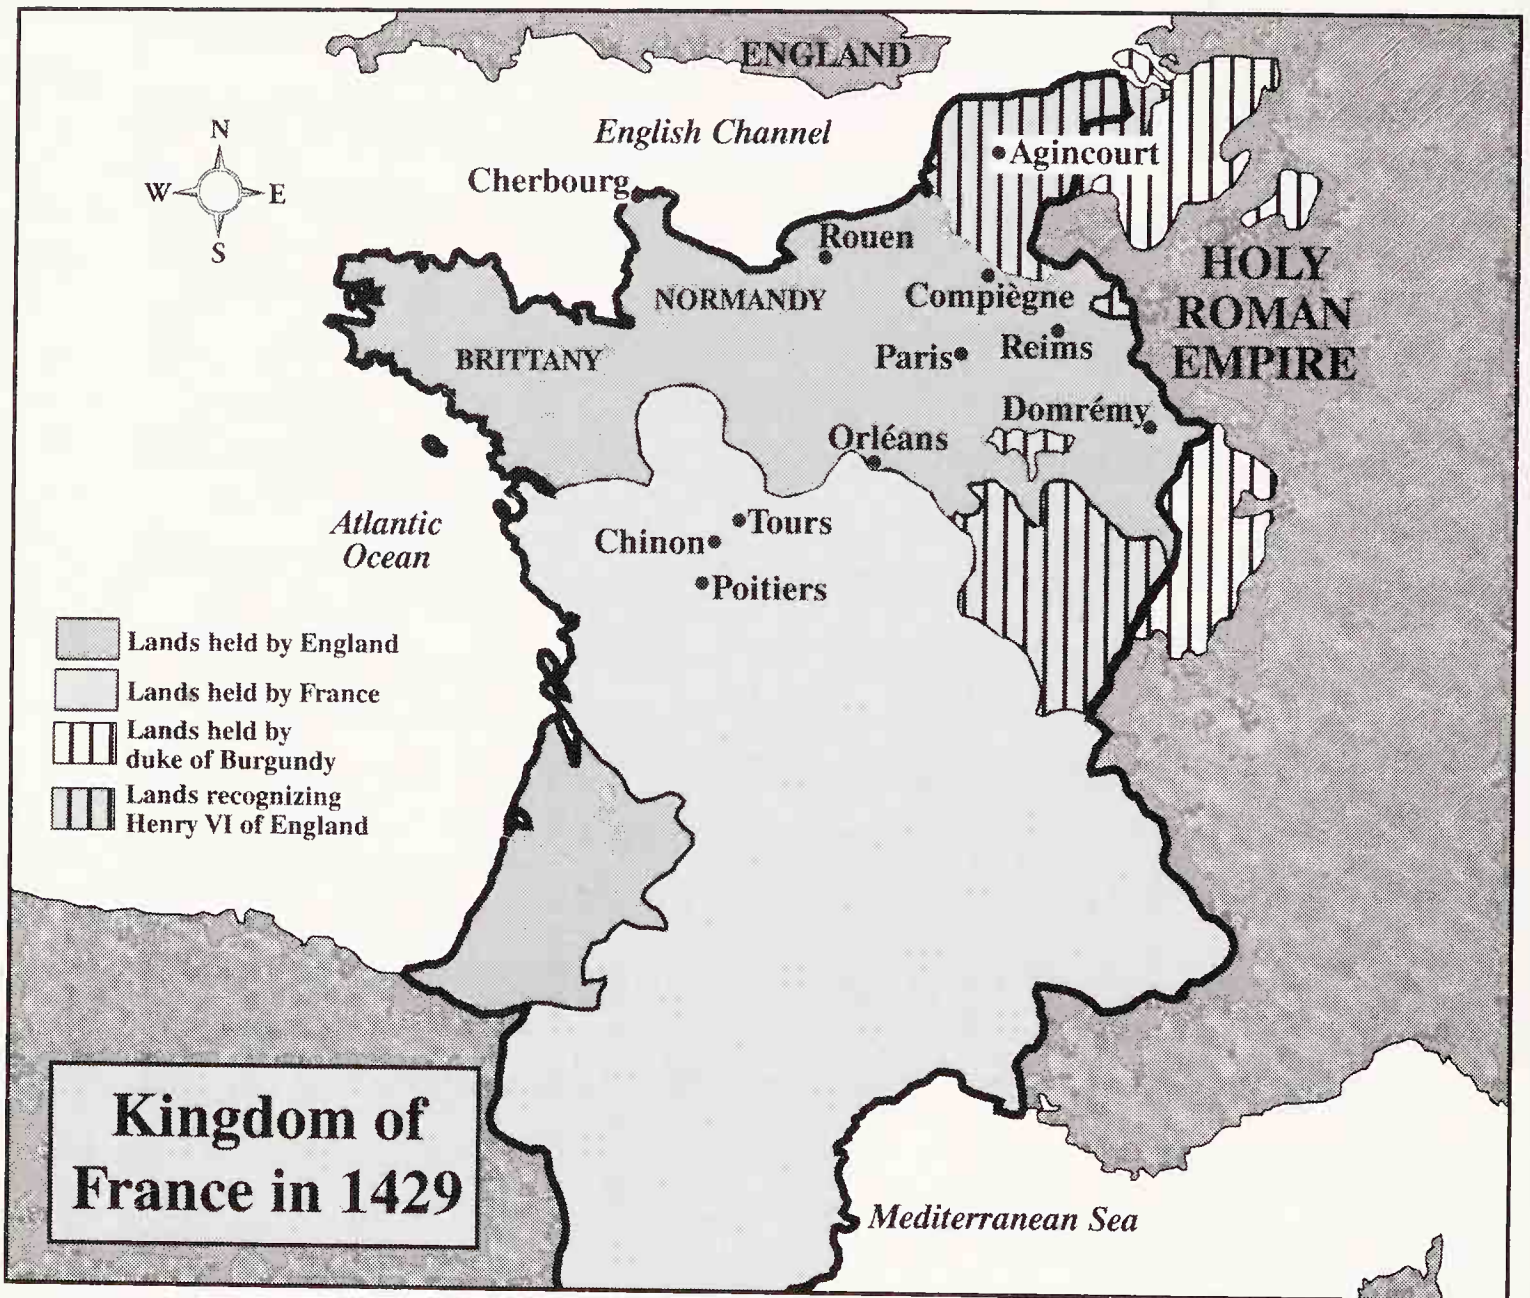 ENGLAND
English Channel
N
W E
S
Cherbourg
Agincourt
Rouen
HOLY
ROMAN
EMPIRE
NORMANDY
Compiègne
BRITTANY
Paris
Reims
Domrémy
Orléans
Atlantic
Ocean
Tours
Chinon
Poitiers
Lands held by England
Lands held by France
Lands held by
duke of Burgundy
Lands recognizing
Henry VI of England
Kingdom of
France in 1429
Mediterranean Sea